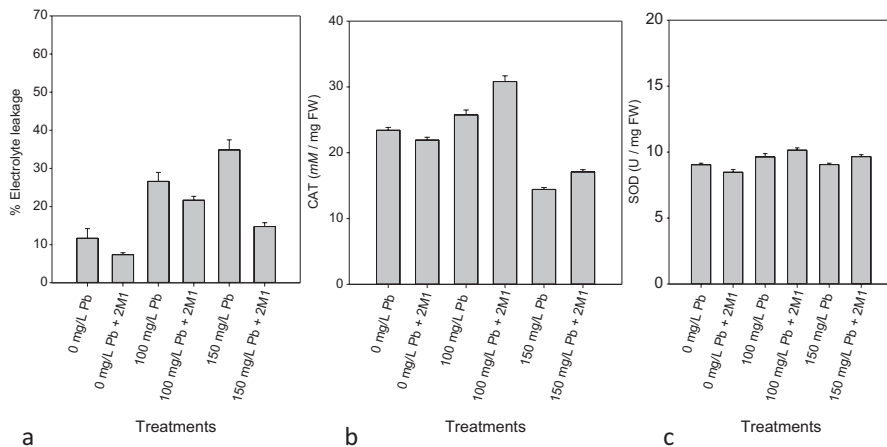 % Electrolyte leakage
70
60
50
40
30
20
10
0
0 mg/L Pb
0 mg/L Pb + 2M1
100 mg/L Pb
100 mg/L Pb + 2M1
150 mg/L Pb
150 mg/L Pb + 2M1
Treatments
a
CAT (mM / mg FW)
40
30
20
10
0
0 mg/L Pb
0 mg/L Pb + 2M1
100 mg/L Pb
100 mg/L Pb + 2M1
150 mg/L Pb
150 mg/L Pb + 2M1
Treatments
b
SOD (U / mg FW)
20
15
10
5
0
0 mg/L Pb
0 mg/L Pb + 2M1
100 mg/L Pb
100 mg/L Pb + 2M1
150 mg/L Pb
150 mg/L Pb + 2M1
Treatments
c